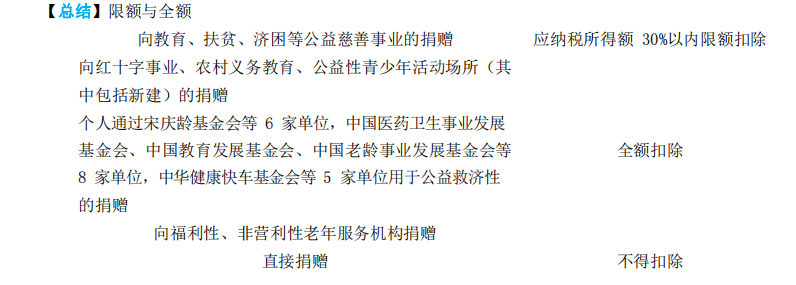 【总结】限额与全额
向教育、扶贫、济困等公益慈善事业的捐赠 应纳税所得额 30%以内限额扣除
向红十字事业、农村义务教育、公益性青少年活动场所（其
中包括新建）的捐赠
个人通过宋庆龄基金会等 6 家单位，中国医药卫生事业发展
基金会、中国教育发展基金会、中国老龄事业发展基金会等 全额扣除
8 家单位，中华健康快车基金会等 5 家单位用于公益救济性
的捐赠
向福利性、非营利性老年服务机构捐赠
直接捐赠 不得扣除